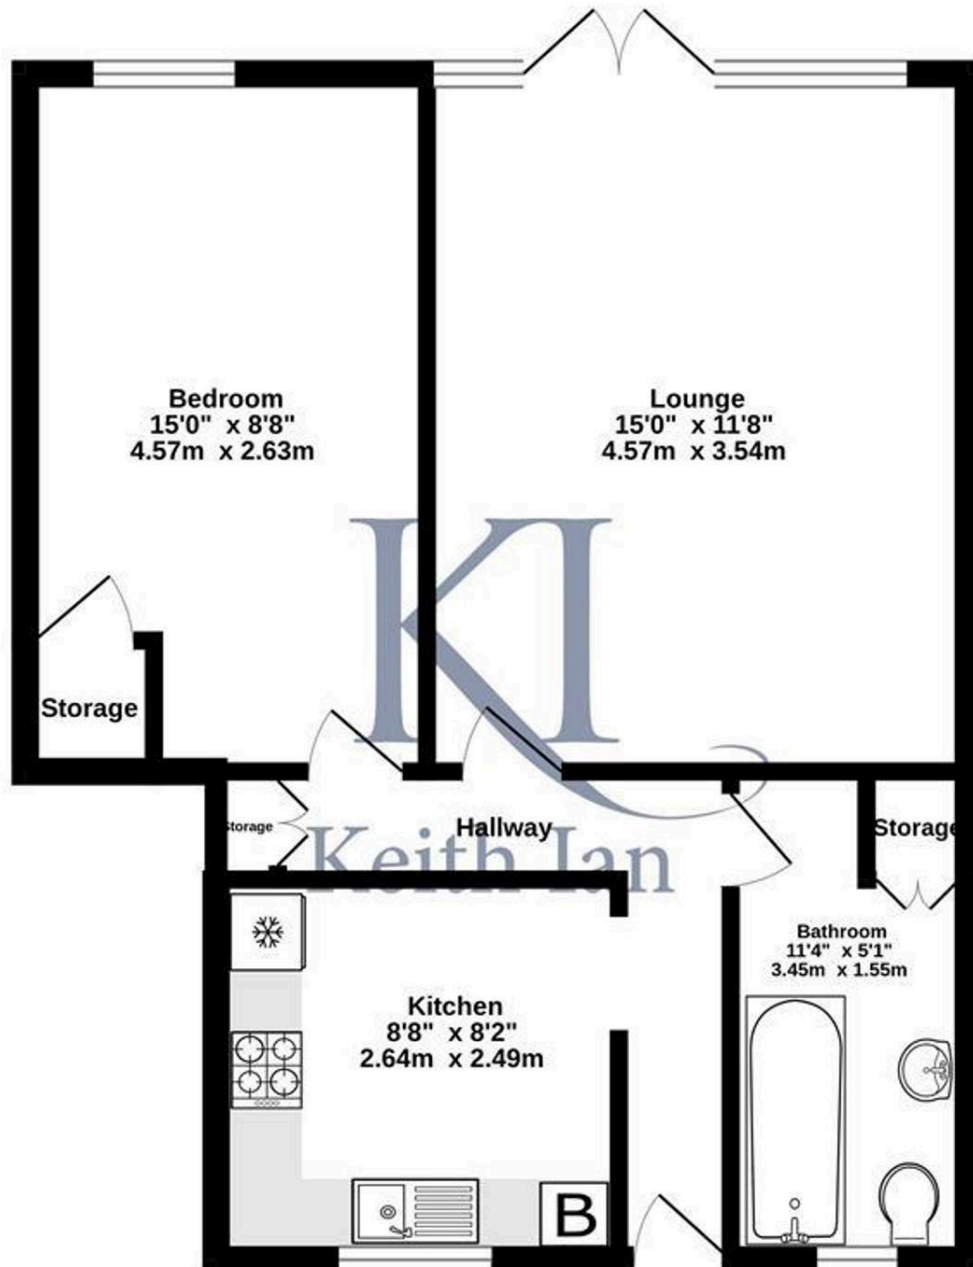 Bedroom
15'0" x 8'8"
4.57m x 2.63m
Lounge
15'0" x 11'8"
4.57m x 3.54m
KI
Storage
Storage
Hallway
Storage
Keith Ian
Bathroom
11'4" x 5'1"
3.45m x 1.55m
Kitchen
8'8" x 8'2"
2.64m x 2.49m
B